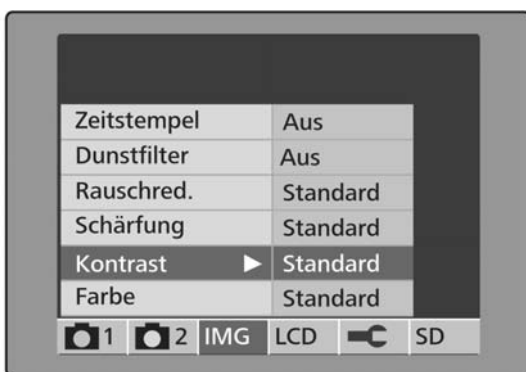 Zeitstempel Aus
Dunstfilter Aus
Rauschred. Standard
Schärfung Standard
Kontrast Standard
Farbe Standard
1 2 IMG LCD SD